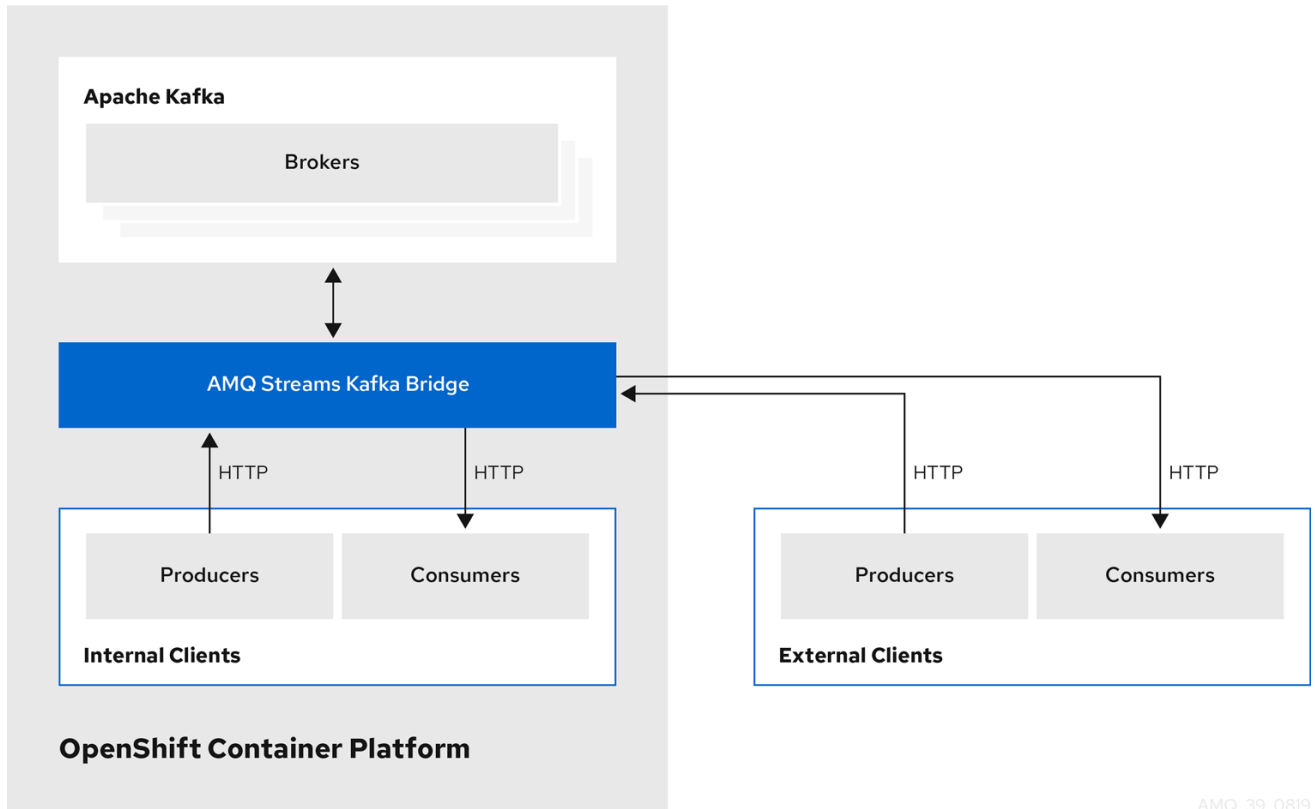 Apache Kafka
Brokers
AMQ Streams Kafka Bridge
HTTP
HTTP
HTTP
HTTP
Producers
Consumers
Producers
Consumers
Internal Clients
External Clients
OpenShift Container Platform
AMQ_39_0819